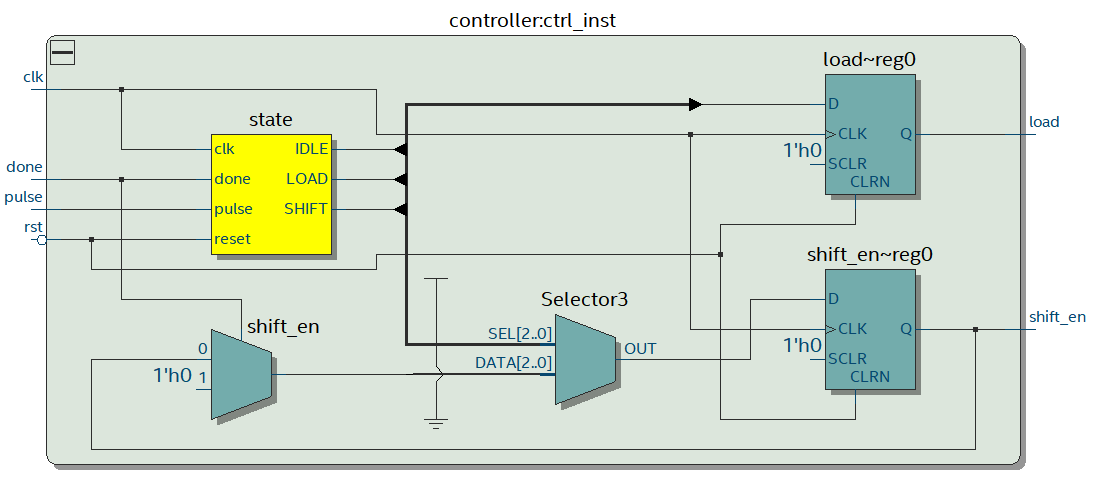 controller:ctrl_inst
load~reg0
clk
D
load
state
CLK
Q
1'h0
clk
IDLE
SCLR
done
done
LOAD
CLRN
pulse
pulse
SHIFT
rst
reset
shift_en~reg0
Selector3
D
shift_en
shift_en
SEL[2..0]
CLK
Q
0
OUT
1'h0
DATA[2..0]
SCLR
1'h0
1
CLRN